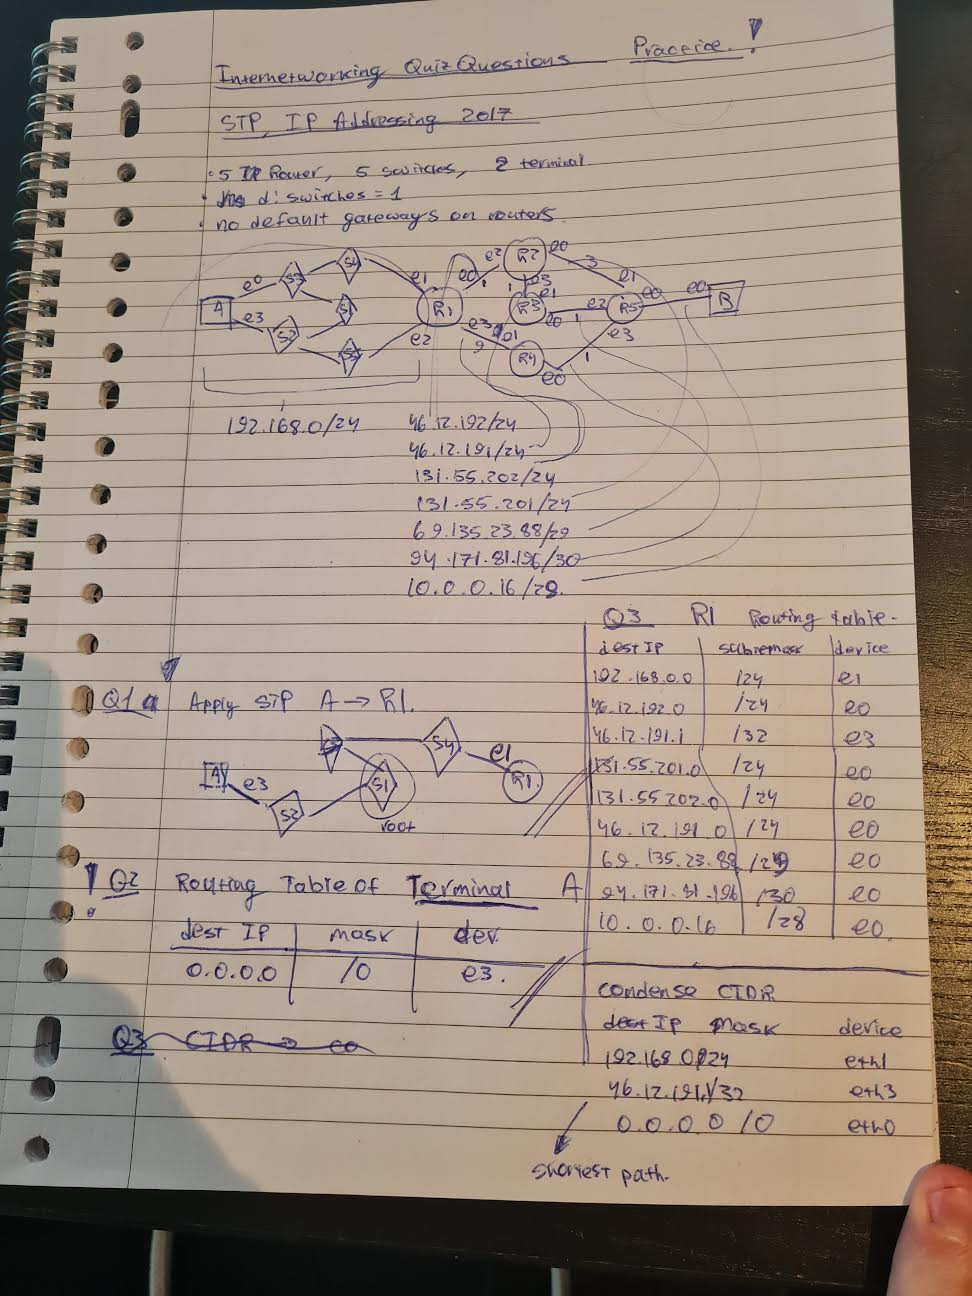 Internetworking Quiz Questions Practice !
STP, IP Addressing 2017
• 5 IP Router, 5 switches, 2 terminal
• d: switches = 1
• no default gateways on routers.
A e0 e3 S3 S2 S4 S1 S5 e1 e2 R1 e0 e3 e2 1 R2 e0 3 e1 e3 1 e1 R3 e0 1 e2 R5 e0 e0 B
9 e1 R4 e0 1 e3
192.168.0/24
46.12.192/24
46.12.191/24
131.55.202/24
131.55.201/24
69.135.23.88/29
94.171.81.196/30
10.0.0.16/28.
Q1a Apply STP A → R1.
S3 S4 e1 R1.
A e3 S2 S1
root
! Q2 Routing Table of Terminal A
dest IP mask dev.
0.0.0.0 /0 e3.
Q3 CIDR → e0
Q3 R1 Routing table.
dest IP subnetmask device
192.168.0.0 /24 e1
46.12.192.0 /24 e0
46.12.191.1 /32 e3
131.55.201.0 /24 e0
131.55.202.0 /24 e0
46.12.191.0 /24 e0
69.135.23.88 /29 e0
94.171.81.196 /30 e0
10.0.0.16 /28 e0
condense CIDR
dest IP mask device
192.168.0/24 eth1
46.12.191.1/32 eth3
0.0.0.0 /0 eth0
shortest path.